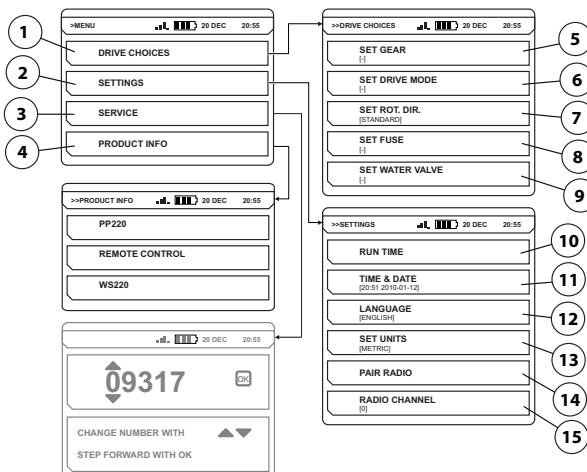 >MENU 20 DEC 20:55
1 DRIVE CHOICES
2 SETTINGS
3 SERVICE
4 PRODUCT INFO
>>PRODUCT INFO 20 DEC 20:55
PP220
REMOTE CONTROL
WS220
20 DEC 20:55
09317 OK
CHANGE NUMBER WITH
STEP FORWARD WITH OK
>>DRIVE CHOICES 20 DEC 20:55
SET GEAR 5
[-]
SET DRIVE MODE 6
[-]
SET ROT. DIR. 7
[STANDARD]
SET FUSE 8
[-]
SET WATER VALVE 9
[-]
>>SETTINGS 20 DEC 20:55
RUN TIME 10
TIME & DATE 11
[20:51 2010-01-12]
LANGUAGE 12
[ENGLISH]
SET UNITS 13
[METRIC]
PAIR RADIO 14
RADIO CHANNEL 15
[0]